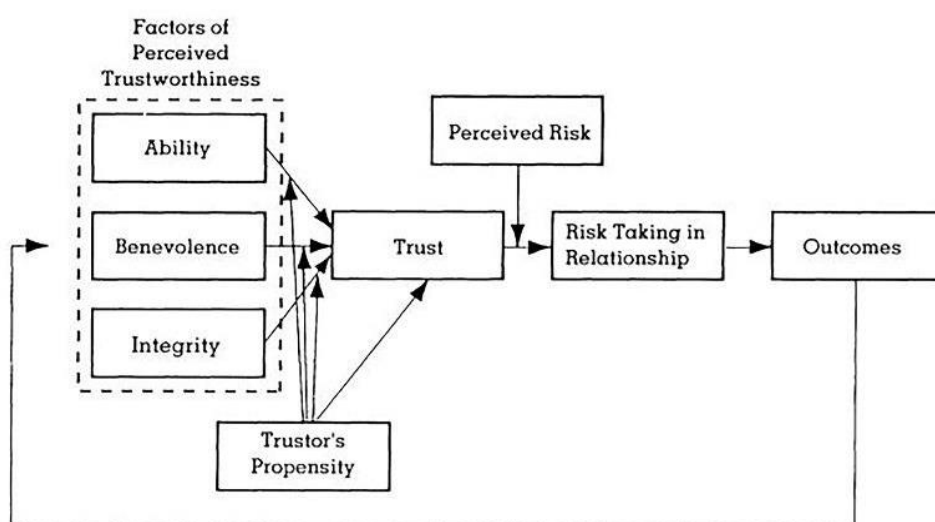 Factors of
Perceived
Trustworthiness
Ability
Benevolence
Integrity
Trustor's
Propensity
Trust
Perceived Risk
Risk Taking in
Relationship
Outcomes